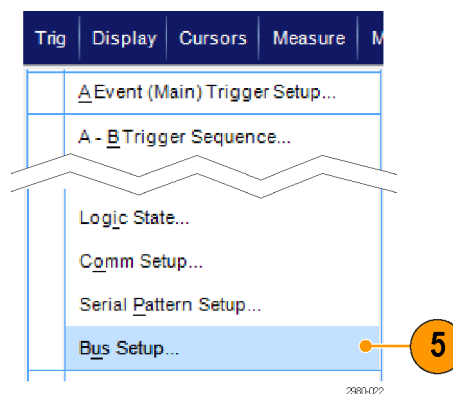 Trig Display Cursors Measure M
A Event (Main) Trigger Setup...
A - B Trigger Sequence...
Logic State...
Comm Setup...
Serial Pattern Setup...
Bus Setup...
5
2980-022